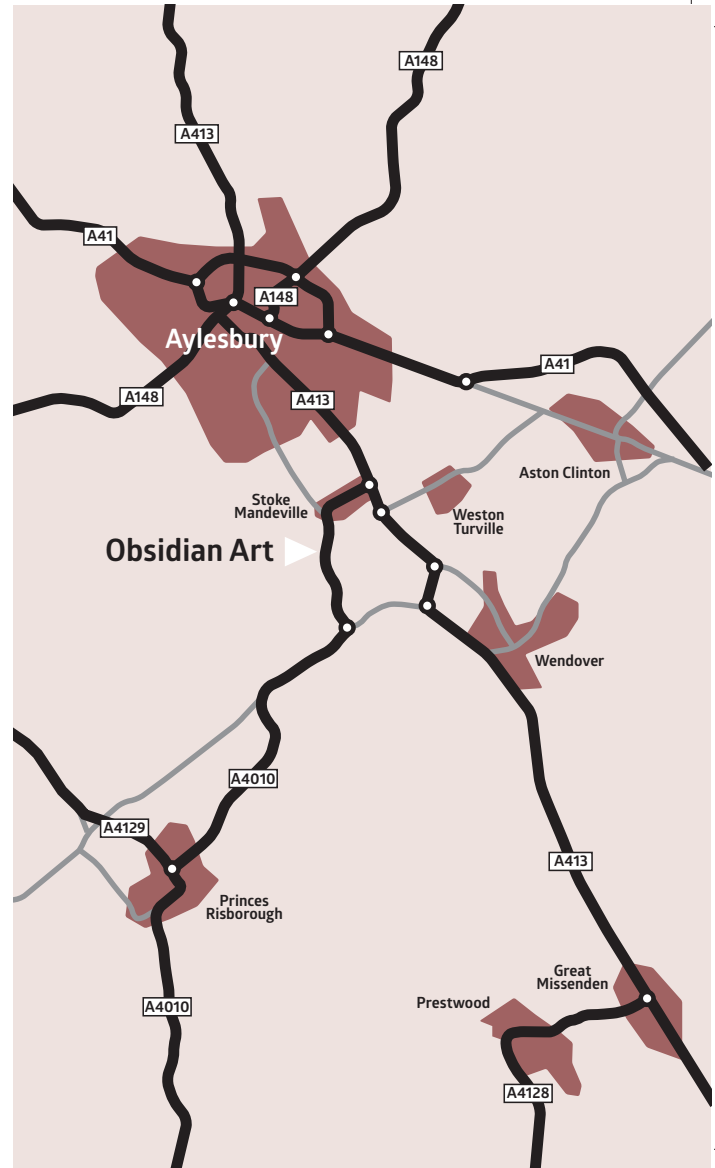 A148
A413
A41
A148
Aylesbury
A41
A148
A413
Aston Clinton
Stoke
Mandeville
Weston
Turville
Obsidian Art
Wendover
A4010
A4129
A413
Princes
Risborough
Great
Missenden
Prestwood
A4010
A4128